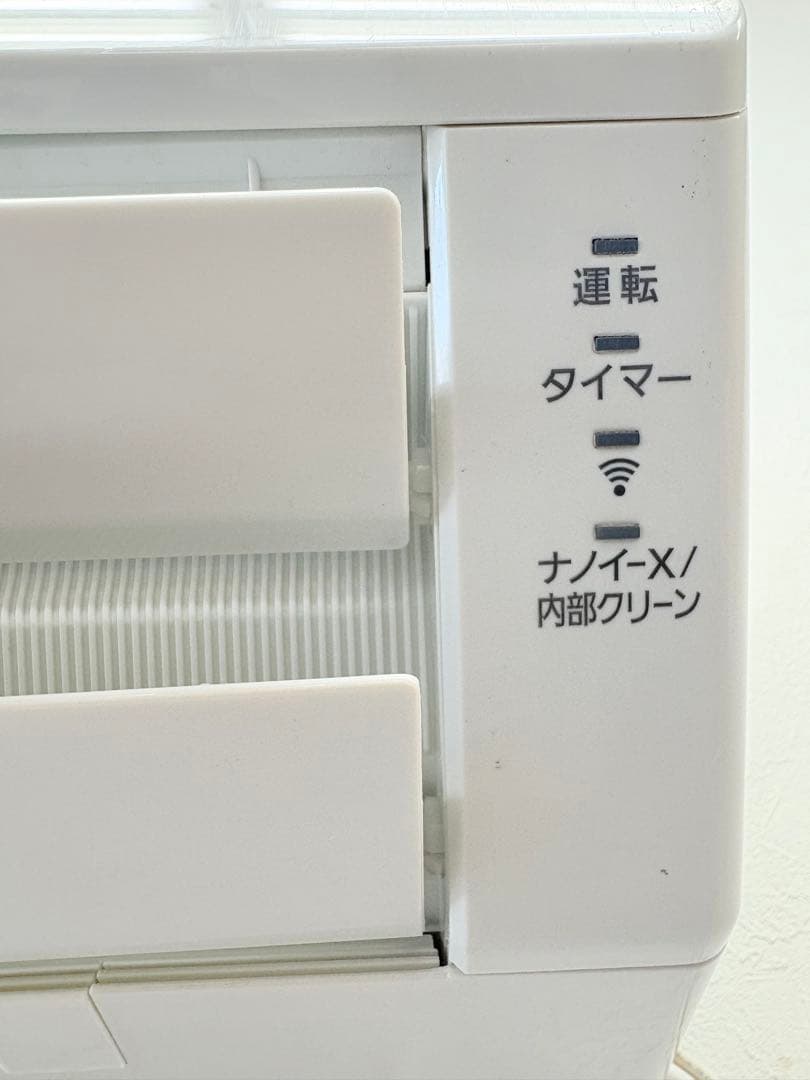 運転
タイマー
ナノイーX/
内部クリーン